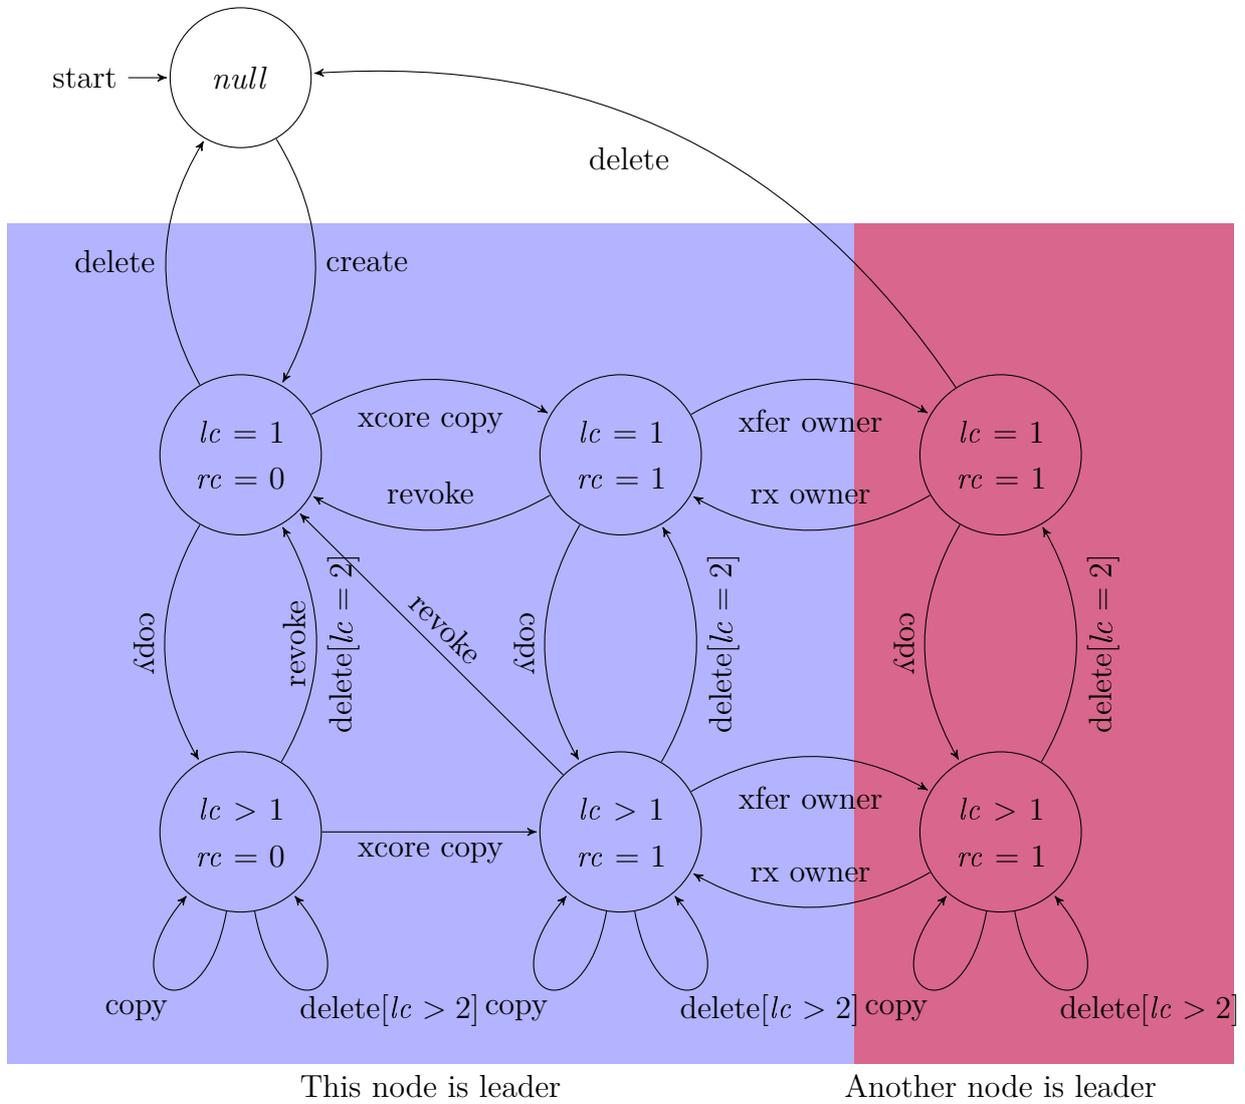 start
null
delete
delete
create
lc = 1
rc = 0
xcore copy
revoke
lc = 1
rc = 1
xfer owner
rx owner
lc = 1
rc = 1
copy
revoke
delete[lc = 2]
revoke
copy
delete[lc = 2]
copy
delete[lc = 2]
lc > 1
rc = 0
xcore copy
lc > 1
rc = 1
xfer owner
rx owner
lc > 1
rc = 1
copy
delete[lc > 2]
copy
delete[lc > 2]
copy
delete[lc > 2]
This node is leader
Another node is leader